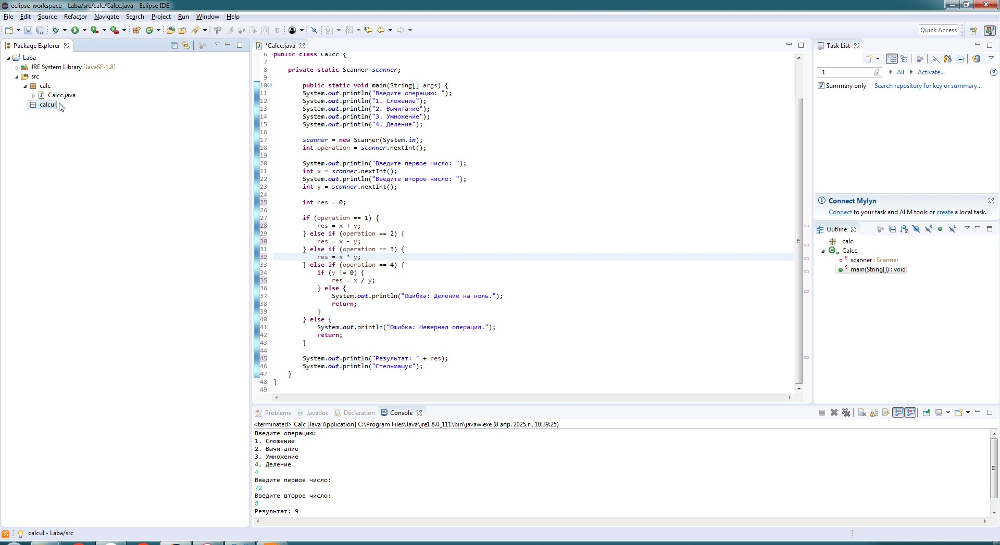 eclipse-workspace - Laba/src/calc/Calcc.java - Eclipse IDE
File Edit Source Refactor Navigate Search Project Run Window Help
Quick Access
Package Explorer
Laba
JRE System Library [JavaSE-1.8]
src
calc
Calcc.java
calcul
*Calcc.java
6 public class Calcc {
7
8 private static Scanner scanner;
9
10 public static void main(String[] args) {
11 System.out.println("Введите операцию: ");
12 System.out.println("1. Сложение");
13 System.out.println("2. Вычитание");
14 System.out.println("3. Умножение");
15 System.out.println("4. Деление");
16
17 scanner = new Scanner(System.in);
18 int operation = scanner.nextInt();
19
20 System.out.println("Введите первое число: ");
21 int x = scanner.nextInt();
22 System.out.println("Введите второе число: ");
23 int y = scanner.nextInt();
24
25 int res = 0;
26
27 if (operation == 1) {
28 res = x + y;
29 } else if (operation == 2) {
30 res = x - y;
31 } else if (operation == 3) {
32 res = x * y;
33 } else if (operation == 4) {
34 if (y != 0) {
35 res = x / y;
36 } else {
37 System.out.println("Ошибка: Деление на ноль.");
38 return;
39 }
40 } else {
41 System.out.println("Ошибка: Неверная операция.");
42 return;
43 }
44
45 System.out.println("Результат: " + res);
46 System.out.println("Стельмашук");
47 }
48 }
49
Task List
1 All Activate...
Summary only Search repository for key or summary...
Connect Mylyn
Connect to your task and ALM tools or create a local task.
Outline
calc
Calcc
scanner : Scanner
main(String[]) : void
Problems Javadoc Declaration Console
<terminated> Calc [Java Application] C:\Program Files\Java\jre1.8.0_111\bin\javaw.exe (8 апр. 2025 г., 10:39:25)
Введите операцию:
1. Сложение
2. Вычитание
3. Умножение
4. Деление
4
Введите первое число:
72
Введите второе число:
8
Результат: 9
calcul - Laba/src